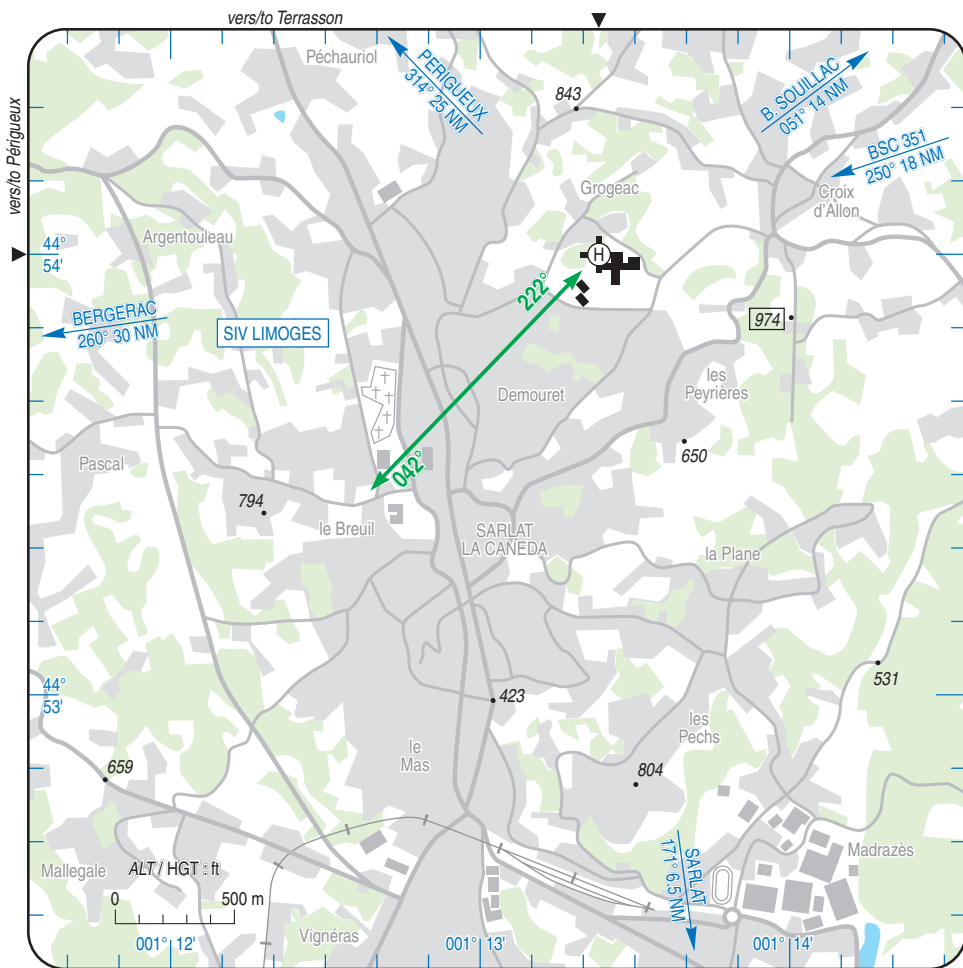 vers/to Terrasson
vers/to Périgueux
Péchauriol
PERIGUEUX
314° 25 NM
843
B. SOUILLAC
051° 14 NM
BSC 351
250° 18 NM
Grogeac
Croix
d'Allon
Argentouleau
44°
54'
H
222°
BERGERAC
260° 30 NM
SIV LIMOGES
974
les
Peyrières
Demouret
650
Pascal
042°
794
le Breuil
SARLAT
LA CANEDA
la Plane
531
44°
53'
423
les
Pechs
le
Mas
659
804
SARLAT
171° 6.5 NM
Madrazès
Mallegale
ALT / HGT : ft
0 500 m
Vignéras
001° 12'
001° 13'
001° 14'